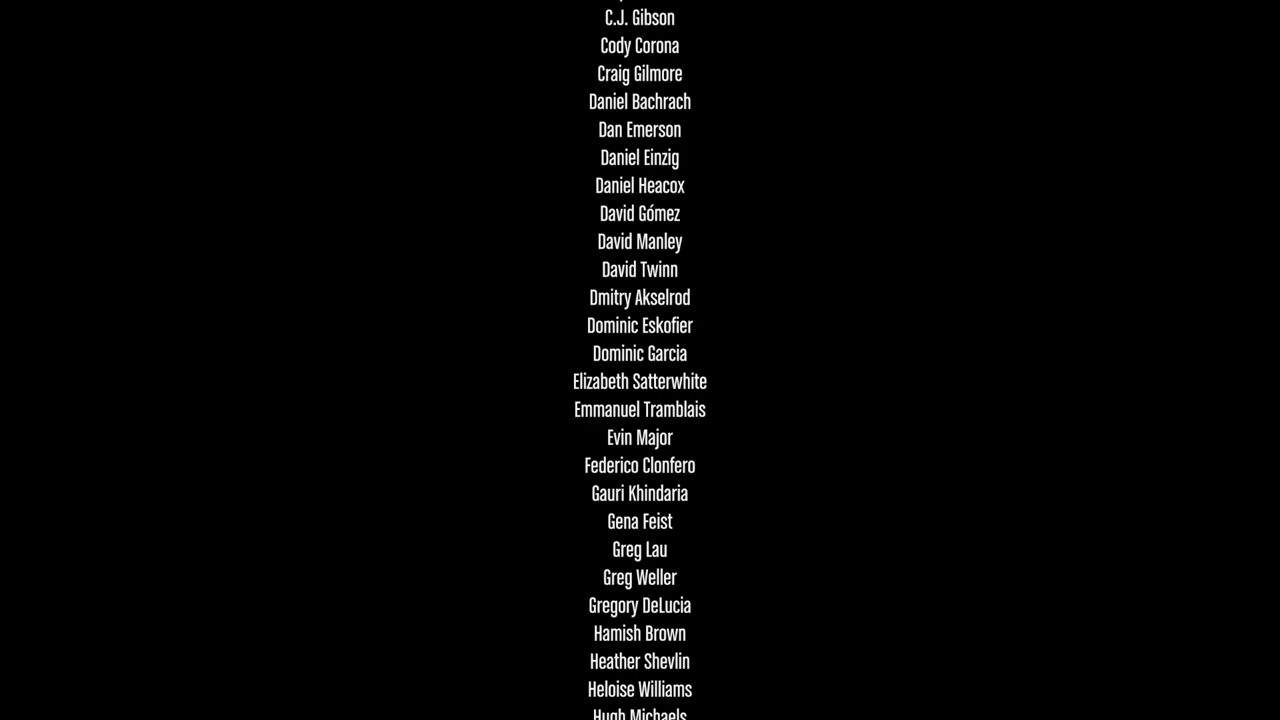 C.J. Gibson
Cody Corona
Craig Gilmore
Daniel Bachrach
Dan Emerson
Daniel Einzig
Daniel Heacox
David Gómez
David Manley
David Twinn
Dmitry Akselrod
Dominic Eskofier
Dominic Garcia
Elizabeth Satterwhite
Emmanuel Tramblais
Evin Major
Federico Clonfero
Gauri Khindaria
Gena Feist
Greg Lau
Greg Weller
Gregory DeLucia
Hamish Brown
Heather Shevlin
Heloise Williams
Hugh Michaels